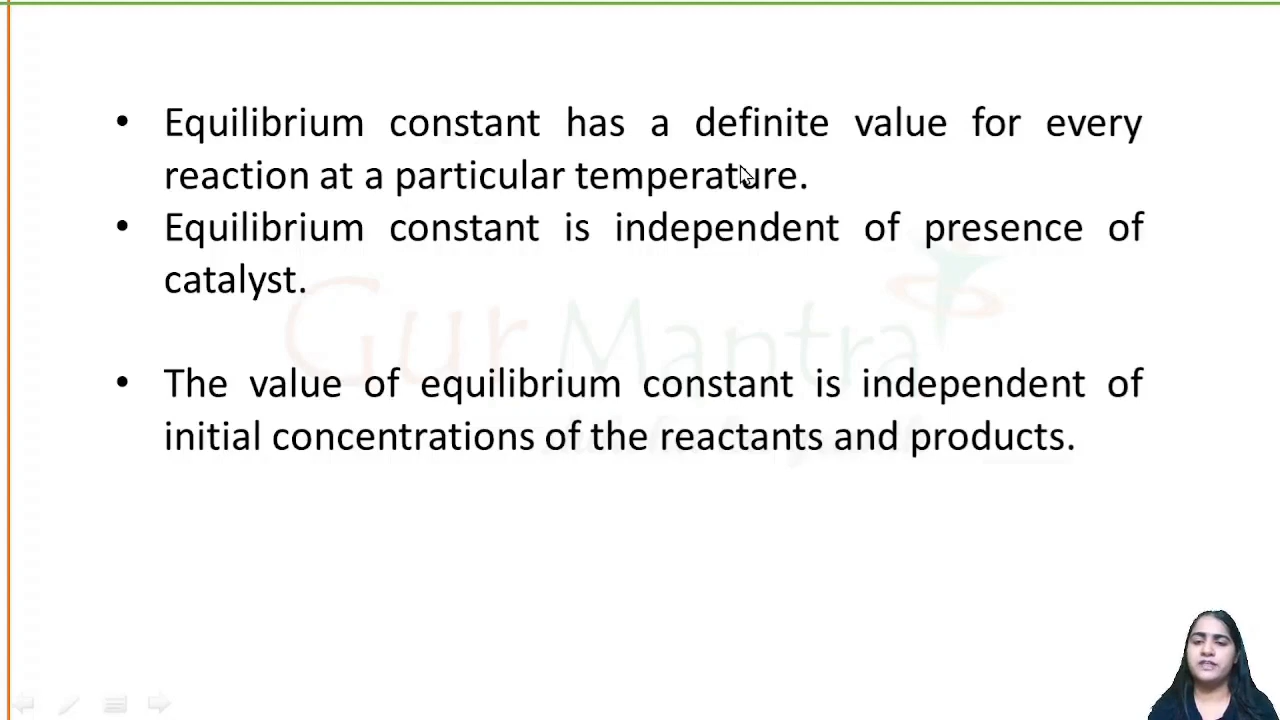 • Equilibrium constant has a definite value for every
reaction at a particular temperature.
• Equilibrium constant is independent of presence of
catalyst.
• The value of equilibrium constant is independent of
initial concentrations of the reactants and products.
Gur Mantra